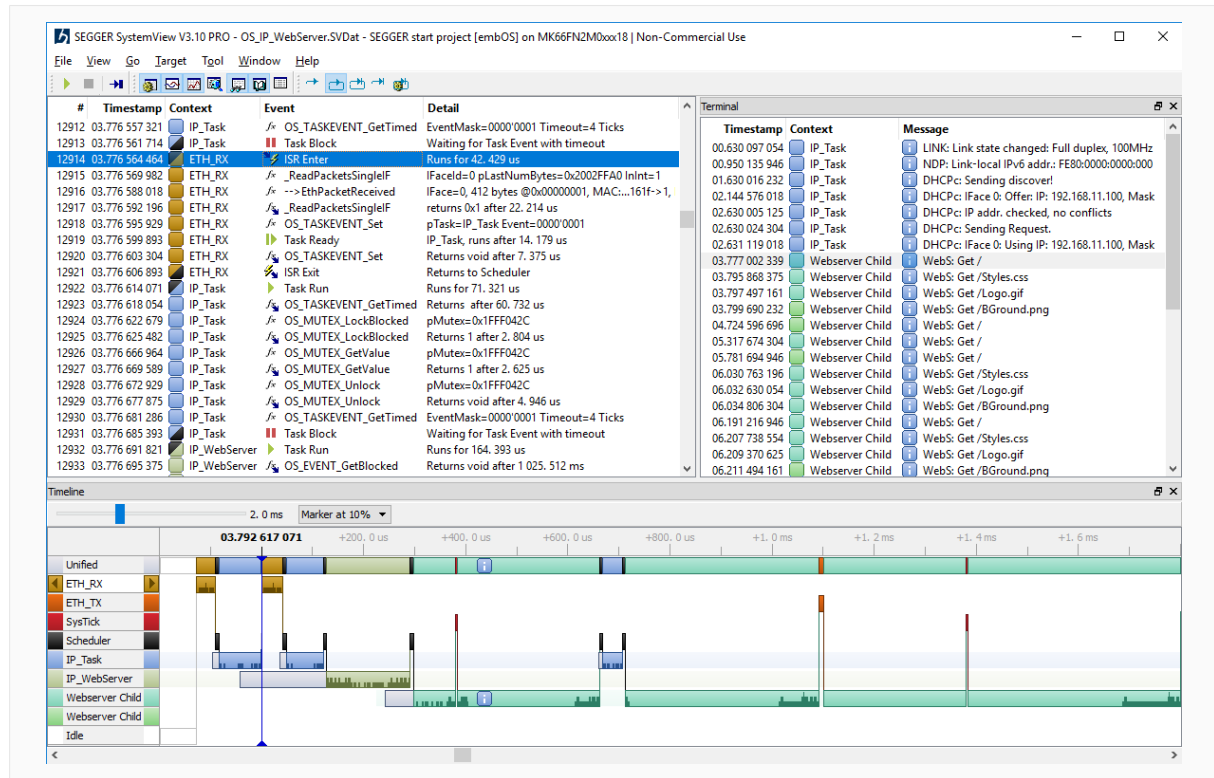 SEGGER SystemView V3.10 PRO - OS_IP_WebServer.SVDat - SEGGER start project [embOS] on MK66FN2M0xxx18 | Non-Commercial Use
File View Go Target Tool Window Help
# Timestamp Context Event Detail
12912 03.776 557 321 IP_Task fx OS_TASKEVENT_GetTimed EventMask=0000'0001 Timeout=4 Ticks
12913 03.776 561 714 IP_Task Task Block Waiting for Task Event with timeout
12914 03.776 564 464 ETH_RX ISR Enter Runs for 42. 429 us
12915 03.776 569 982 ETH_RX fx _ReadPacketsSingleIF IFaceId=0 pLastNumBytes=2002FFA0 InInt=1
12916 03.776 588 018 ETH_RX fx -->EthPacketReceived IFace=0, 412 bytes @0x00000001, MAC:...161f->1,
12917 03.776 592 196 ETH_RX fx _ReadPacketsSingleIF returns 0x1 after 22. 214 us
12918 03.776 595 929 ETH_RX fx OS_TASKEVENT_Set pTask=IP_Task Event=0000'0001
12919 03.776 599 893 ETH_RX Task Ready IP_Task, runs after 14. 179 us
12920 03.776 603 304 ETH_RX fx OS_TASKEVENT_Set Returns void after 7. 375 us
12921 03.776 606 893 ETH_RX ISR Exit Returns to Scheduler
12922 03.776 614 071 IP_Task Task Run Runs for 71. 321 us
12923 03.776 618 054 IP_Task fx OS_TASKEVENT_GetTimed Returns after 60. 732 us
12924 03.776 622 679 IP_Task fx OS_MUTEX_LockBlocked pMutex=0x1FFF042C
12925 03.776 625 482 IP_Task fx OS_MUTEX_LockBlocked Returns 1 after 2. 804 us
12926 03.776 666 964 IP_Task fx OS_MUTEX_GetValue pMutex=0x1FFF042C
12927 03.776 669 589 IP_Task fx OS_MUTEX_GetValue Returns 1 after 2. 625 us
12928 03.776 672 929 IP_Task fx OS_MUTEX_Unlock pMutex=0x1FFF042C
12929 03.776 677 875 IP_Task fx OS_MUTEX_Unlock Returns void after 4. 946 us
12930 03.776 681 286 IP_Task fx OS_TASKEVENT_GetTimed EventMask=0000'0001 Timeout=4 Ticks
12931 03.776 685 393 IP_Task Task Block Waiting for Task Event with timeout
12932 03.776 691 821 IP_WebServer Task Run Runs for 164. 393 us
12933 03.776 695 375 IP_WebServer fx OS_EVENT_GetBlocked Returns void after 1 025. 512 ms
Terminal
Timestamp Context Message
00.630 097 054 IP_Task LINK: Link state changed: Full duplex, 100MHz
00.950 135 946 IP_Task NDP: Link-local IPv6 addr.: FE80:0000:0000:000
01.630 016 232 IP_Task DHCPc: Sending discover!
02.144 576 018 IP_Task DHCPc: IFace 0: Offer: IP: 192.168.11.100, Mask
02.630 005 125 IP_Task DHCPc: IP addr. checked, no conflicts
02.630 024 304 IP_Task DHCPc: Sending Request.
02.631 119 018 IP_Task DHCPc: IFace 0: Using IP: 192.168.11.100, Mask
03.777 002 339 Webserver Child WebS: Get /
03.795 868 375 Webserver Child WebS: Get /Styles.css
03.797 497 161 Webserver Child WebS: Get /Logo.gif
03.799 690 232 Webserver Child WebS: Get /BGround.png
04.724 596 696 Webserver Child WebS: Get /
05.317 674 304 Webserver Child WebS: Get /
05.781 694 946 Webserver Child WebS: Get /
06.030 763 196 Webserver Child WebS: Get /Styles.css
06.032 630 054 Webserver Child WebS: Get /Logo.gif
06.034 806 304 Webserver Child WebS: Get /BGround.png
06.191 216 946 Webserver Child WebS: Get /
06.207 738 554 Webserver Child WebS: Get /Styles.css
06.209 370 625 Webserver Child WebS: Get /Logo.gif
06.211 494 161 Webserver Child WebS: Get /BGround.png
Timeline
2. 0 ms Marker at 10%
03.792 617 071 +200. 0 us +400. 0 us +600. 0 us +800. 0 us +1. 0 ms +1. 2 ms +1. 4 ms +1. 6 ms
Unified
ETH_RX
ETH_TX
SysTick
Scheduler
IP_Task
IP_WebServer
Webserver Child
Webserver Child
Idle